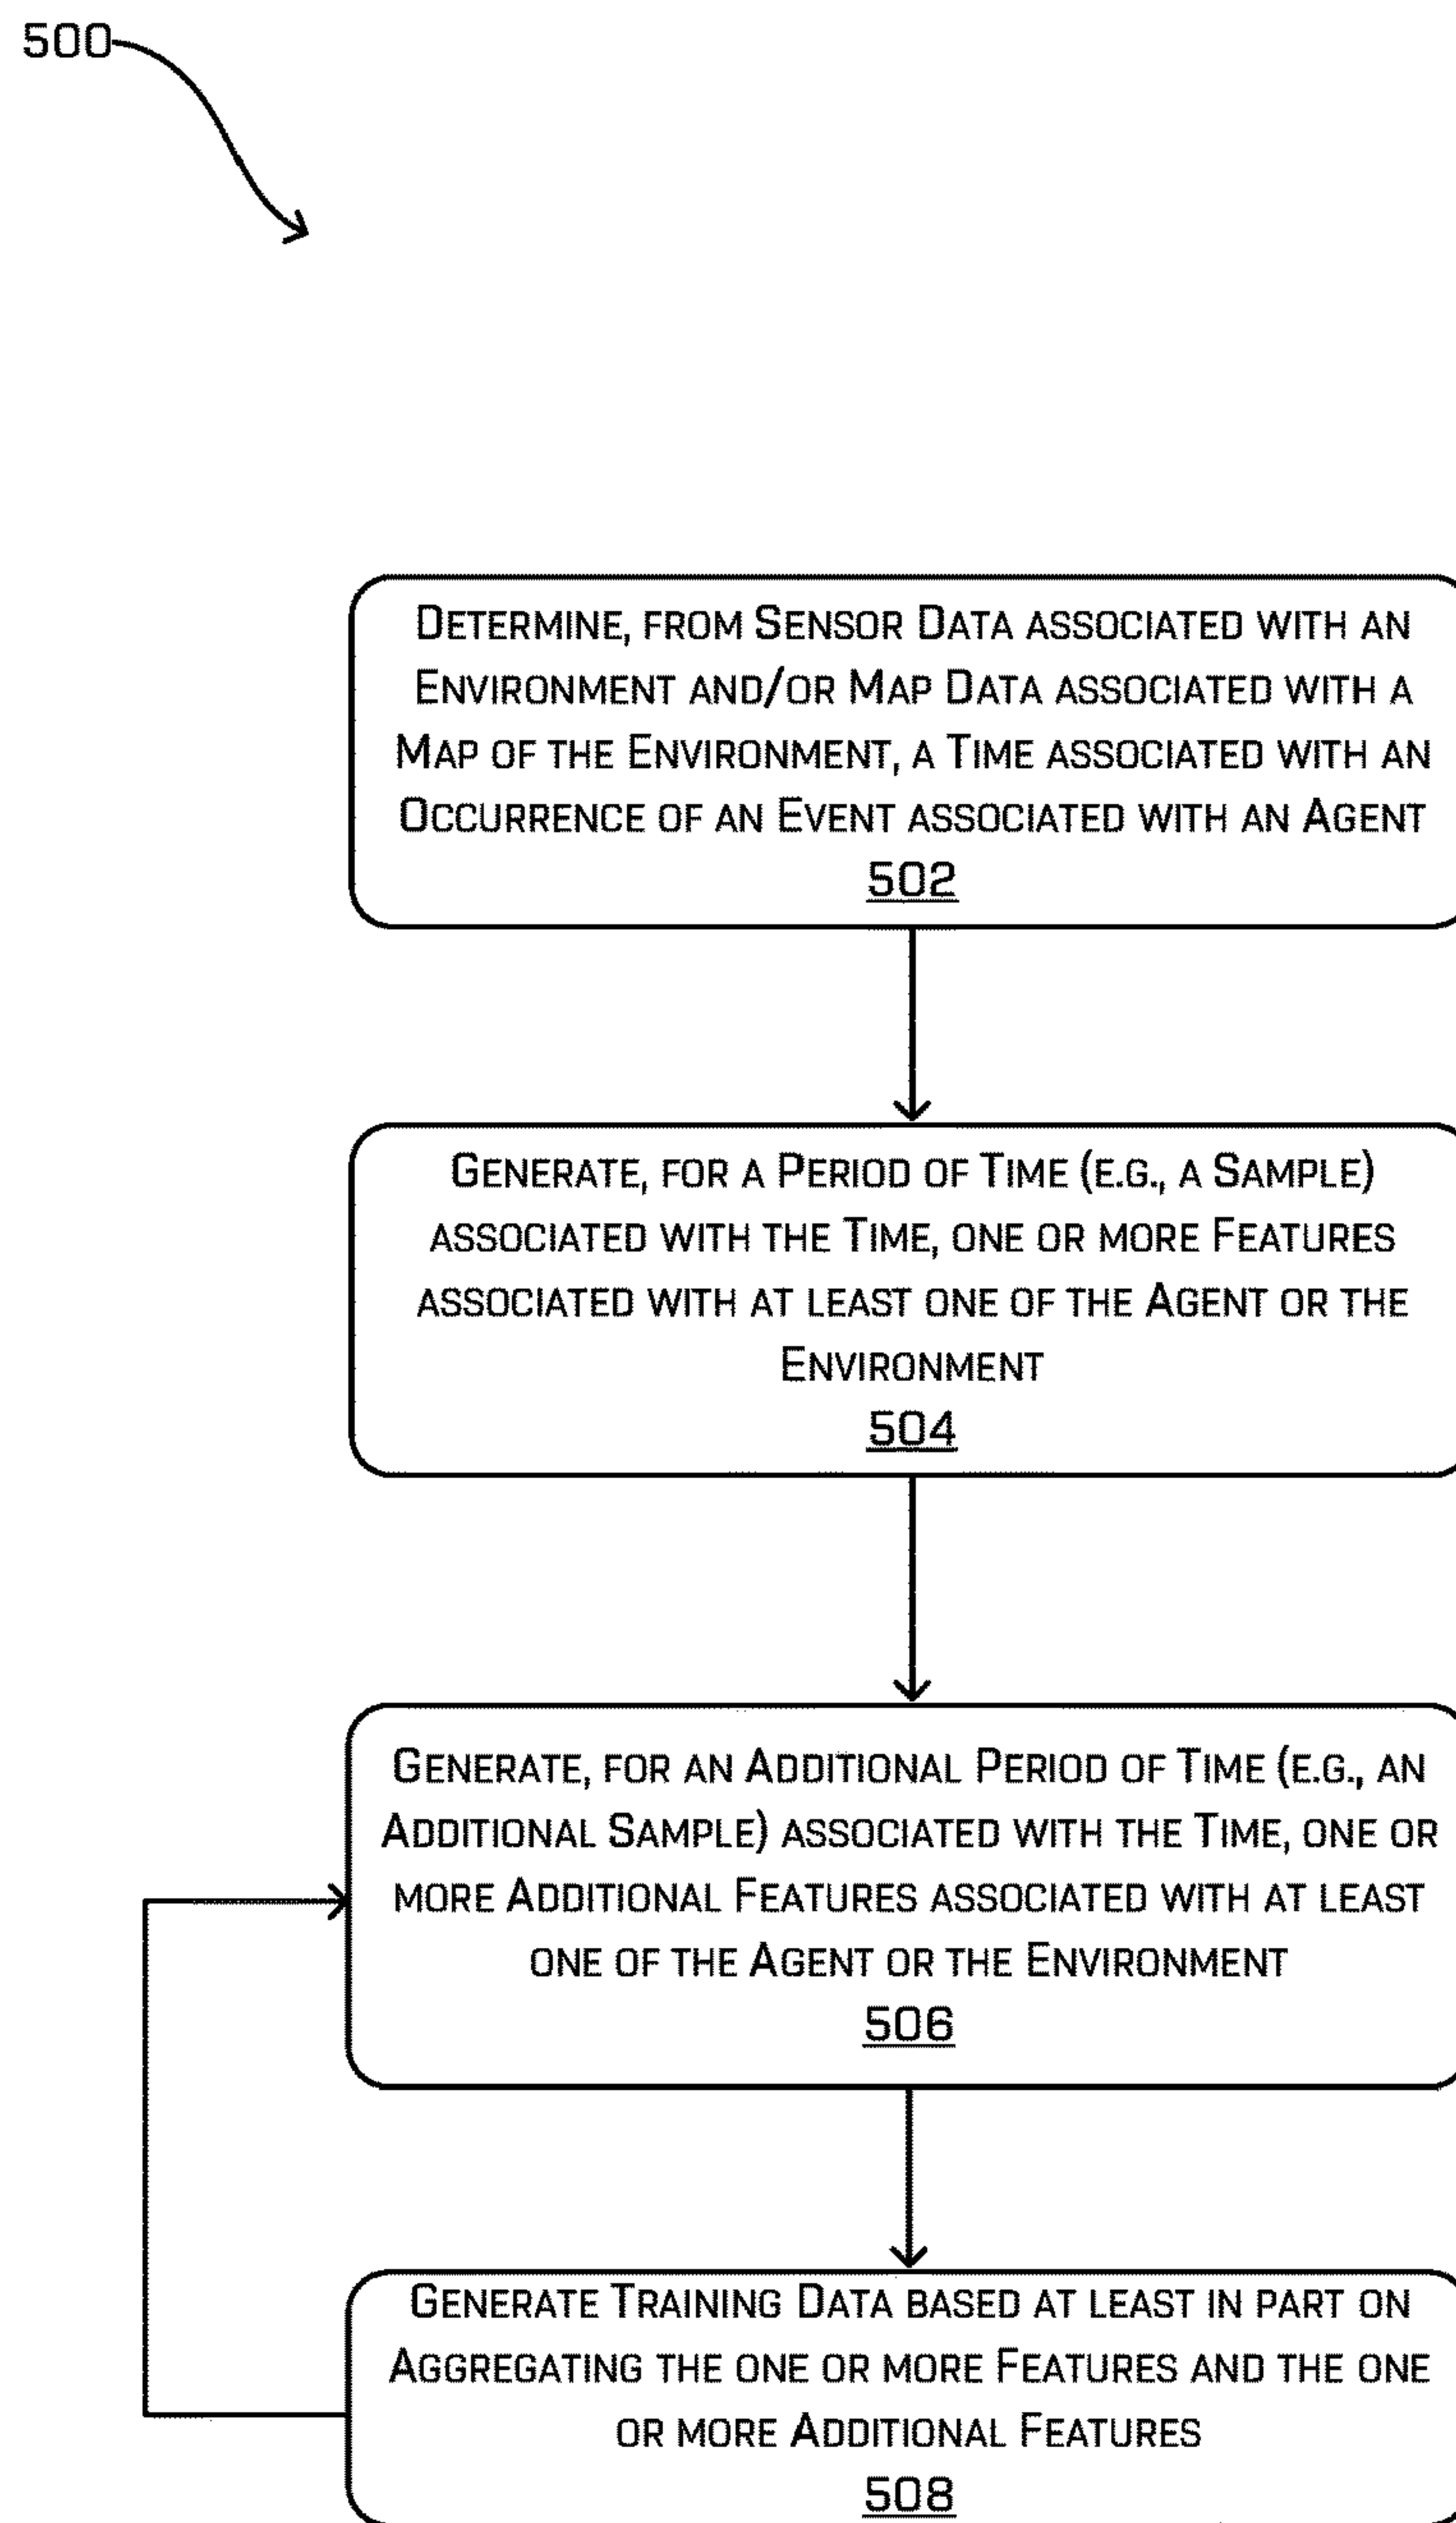 500
DETERMINE, FROM SENSOR DATA ASSOCIATED WITH AN
ENVIRONMENT AND/OR MAP DATA ASSOCIATED WITH A
MAP OF THE ENVIRONMENT, A TIME ASSOCIATED WITH AN
OCCURRENCE OF AN EVENT ASSOCIATED WITH AN AGENT
502
GENERATE, FOR A PERIOD OF TIME (E.G., A SAMPLE)
ASSOCIATED WITH THE TIME, ONE OR MORE FEATURES
ASSOCIATED WITH AT LEAST ONE OF THE AGENT OR THE
ENVIRONMENT
504
GENERATE, FOR AN ADDITIONAL PERIOD OF TIME (E.G., AN
ADDITIONAL SAMPLE) ASSOCIATED WITH THE TIME, ONE OR
MORE ADDITIONAL FEATURES ASSOCIATED WITH AT LEAST
ONE OF THE AGENT OR THE ENVIRONMENT
506
GENERATE TRAINING DATA BASED AT LEAST IN PART ON
AGGREGATING THE ONE OR MORE FEATURES AND THE ONE
OR MORE ADDITIONAL FEATURES
508